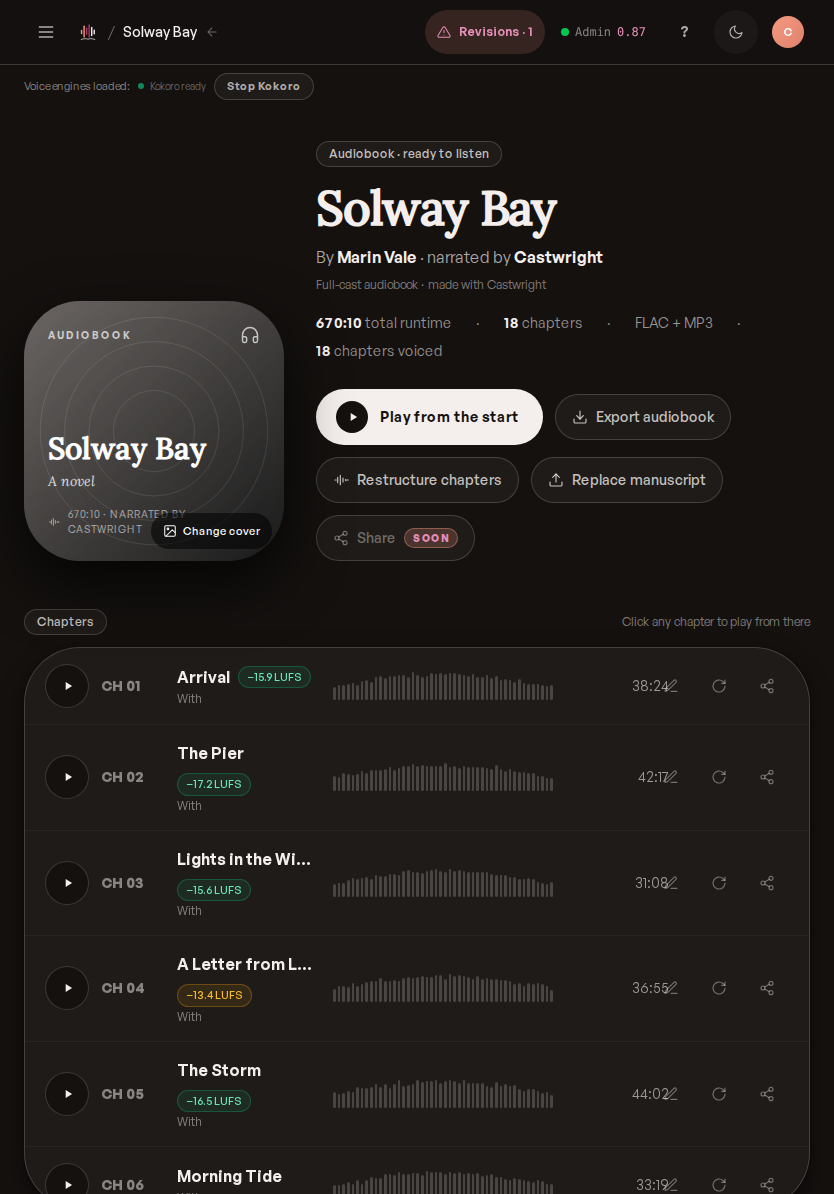 / Solway Bay ←
Revisions · 1
Admin 0.87
?
C
Voice engines loaded: Kokoro ready Stop Kokoro
Audiobook · ready to listen
Solway Bay
By Marin Vale · narrated by Castwright
Full-cast audiobook · made with Castwright
670:10 total runtime · 18 chapters · FLAC + MP3 ·
18 chapters voiced
Play from the start
Export audiobook
Restructure chapters
Replace manuscript
Share SOON
AUDIOBOOK
Solway Bay
A novel
670:10 · NARRATED BY
CASTWRIGHT
Change cover
Chapters
Click any chapter to play from there
CH 01 Arrival −15.9 LUFS 38:24
With
CH 02 The Pier 42:17
−17.2 LUFS
With
CH 03 Lights in the Wi... 31:08
−15.6 LUFS
With
CH 04 A Letter from L... 36:55
−13.4 LUFS
With
CH 05 The Storm 44:02
−16.5 LUFS
With
CH 06 Morning Tide 33:19